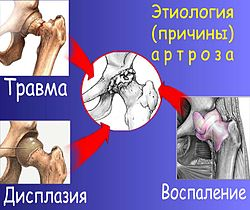 Этиология
(причины)
артроза
Травма
Дисплазия
Воспаление